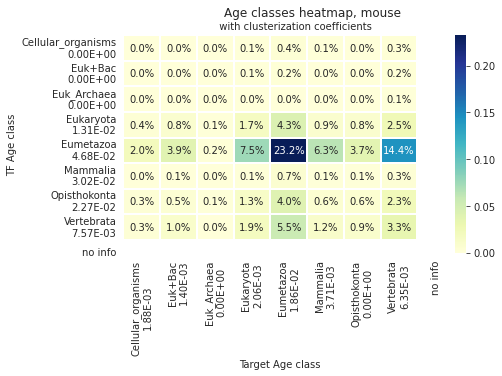 Age classes heatmap, mouse
with clusterization coefficients
TF Age class
Cellular_organisms
0.00E+00
0.0% 0.0% 0.0% 0.1% 0.4% 0.1% 0.0% 0.3%
Euk+Bac
0.00E+00
0.0% 0.0% 0.0% 0.1% 0.2% 0.0% 0.0% 0.2%
Euk_Archaea
0.00E+00
0.0% 0.0% 0.0% 0.0% 0.0% 0.0% 0.0% 0.1%
Eukaryota
1.31E-02
0.4% 0.8% 0.1% 1.7% 4.3% 0.9% 0.8% 2.5%
Eumetazoa
4.68E-02
2.0% 3.9% 0.2% 7.5% 23.2% 6.3% 3.7% 14.4%
Mammalia
3.02E-02
0.0% 0.1% 0.0% 0.1% 0.7% 0.1% 0.1% 0.3%
Opisthokonta
2.27E-02
0.3% 0.5% 0.1% 1.3% 4.0% 0.6% 0.6% 2.3%
Vertebrata
7.57E-03
0.3% 1.0% 0.0% 1.9% 5.5% 1.2% 0.9% 3.3%
no info
Cellular_organisms
1.88E-03
Euk+Bac
1.40E-03
Euk_Archaea
0.00E+00
Eukaryota
2.06E-03
Eumetazoa
1.86E-02
Mammalia
3.71E-03
Opisthokonta
0.00E+00
Vertebrata
6.35E-03
no info
Target Age class
0.20
0.15
0.10
0.05
0.00